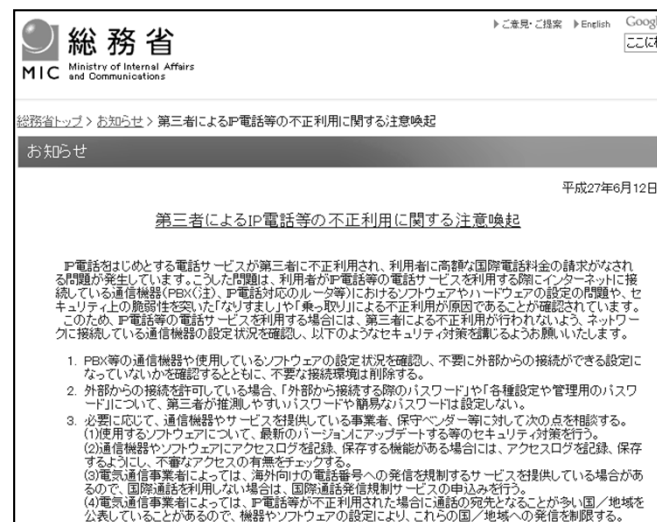 ▶ご意見・ご提案 ▶English Googl
総務省
MIC Ministry of Internal Affairs
and Communications
総務省トップ > お知らせ > 第三者によるIP電話等の不正利用に関する注意喚起
お知らせ
平成27年6月12日
第三者によるIP電話等の不正利用に関する注意喚起
IP電話をはじめとする電話サービスが第三者に不正利用され、利用者に高額な国際電話料金の請求がなされ
る問題が発生しています。こうした問題は、利用者がIP電話等の電話サービスを利用する際にインターネットに接
続している通信機器(PBX(注)、IP電話対応のルータ等)におけるソフトウェアやハードウェアの設定の問題や、セ
キュリティ上の脆弱性を突いた「なりすまし」や「乗っ取り」による不正利用が原因であることが確認されています。
このため、IP電話等の電話サービスを利用する場合には、第三者による不正利用が行われないよう、ネットワー
クに接続している通信機器の設定状況を確認し、以下のようなセキュリティ対策を講じるようお願いいたします。
1. PBX等の通信機器や使用しているソフトウェアの設定状況を確認し、不要に外部からの接続ができる設定に
なっていないかを確認するとともに、不要な接続環境は削除する。
2. 外部からの接続を許可している場合、「外部から接続する際のパスワード」や「各種設定や管理用のパスワ
ード」について、第三者が推測しやすいパスワードや簡易なパスワードは設定しない。
3. 必要に応じて、通信機器やサービスを提供している事業者、保守ベンダー等に対して次の点を相談する。
(1)使用するソフトウェアについて、最新のバージョンにアップデートする等のセキュリティ対策を行う。
(2)通信機器やソフトウェアにアクセスログを記録、保存する機能がある場合には、アクセスログを記録、保存
するようにし、不審なアクセスの有無をチェックする。
(3)電気通信事業者によっては、海外向けの電話番号への発信を規制するサービスを提供している場合があ
るので、国際通話を利用しない場合は、国際通話発信規制サービスの申込みを行う。
(4)電気通信事業者によっては、IP電話等が不正利用された場合に通話の宛先となることが多い国／地域を
公表していることがあるので、機器やソフトウェアの設定により、これらの国／地域への発信を制限する。